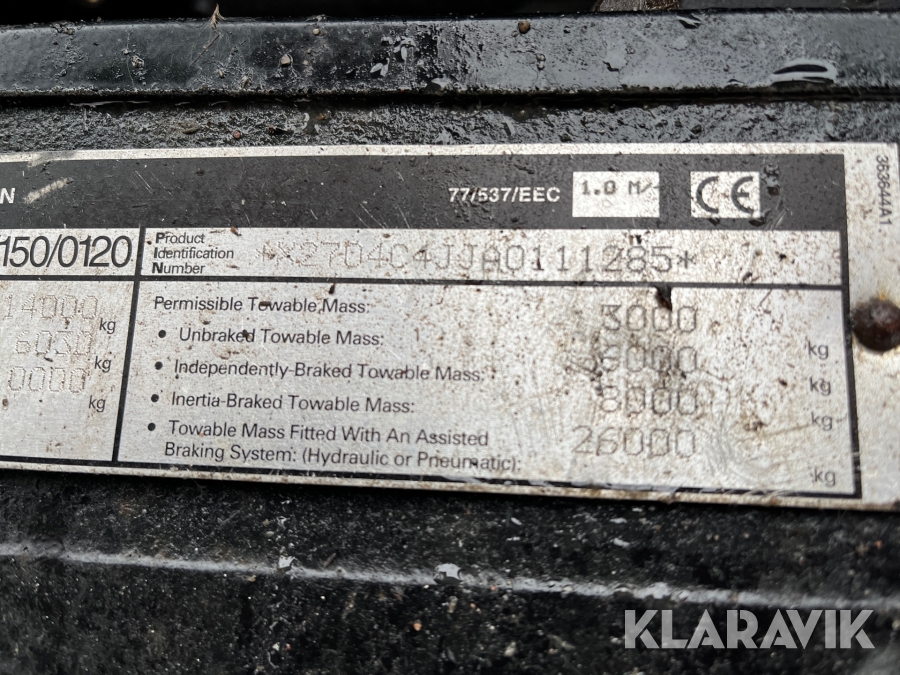 N
77/537/EEC
1.0 M/
CE
363644A1
150/0120
Product
Identification
Number
*X2704C4JJA0111285*
14000 kg
6030 kg
0000 kg
Permissible Towable Mass:
• Unbraked Towable Mass: 3000 kg
• Independently-Braked Towable Mass: 6000 kg
• Inertia-Braked Towable Mass: 8000 kg
• Towable Mass Fitted With An Assisted
Braking System: (Hydraulic or Pneumatic): 26000 kg
KLARAVIK